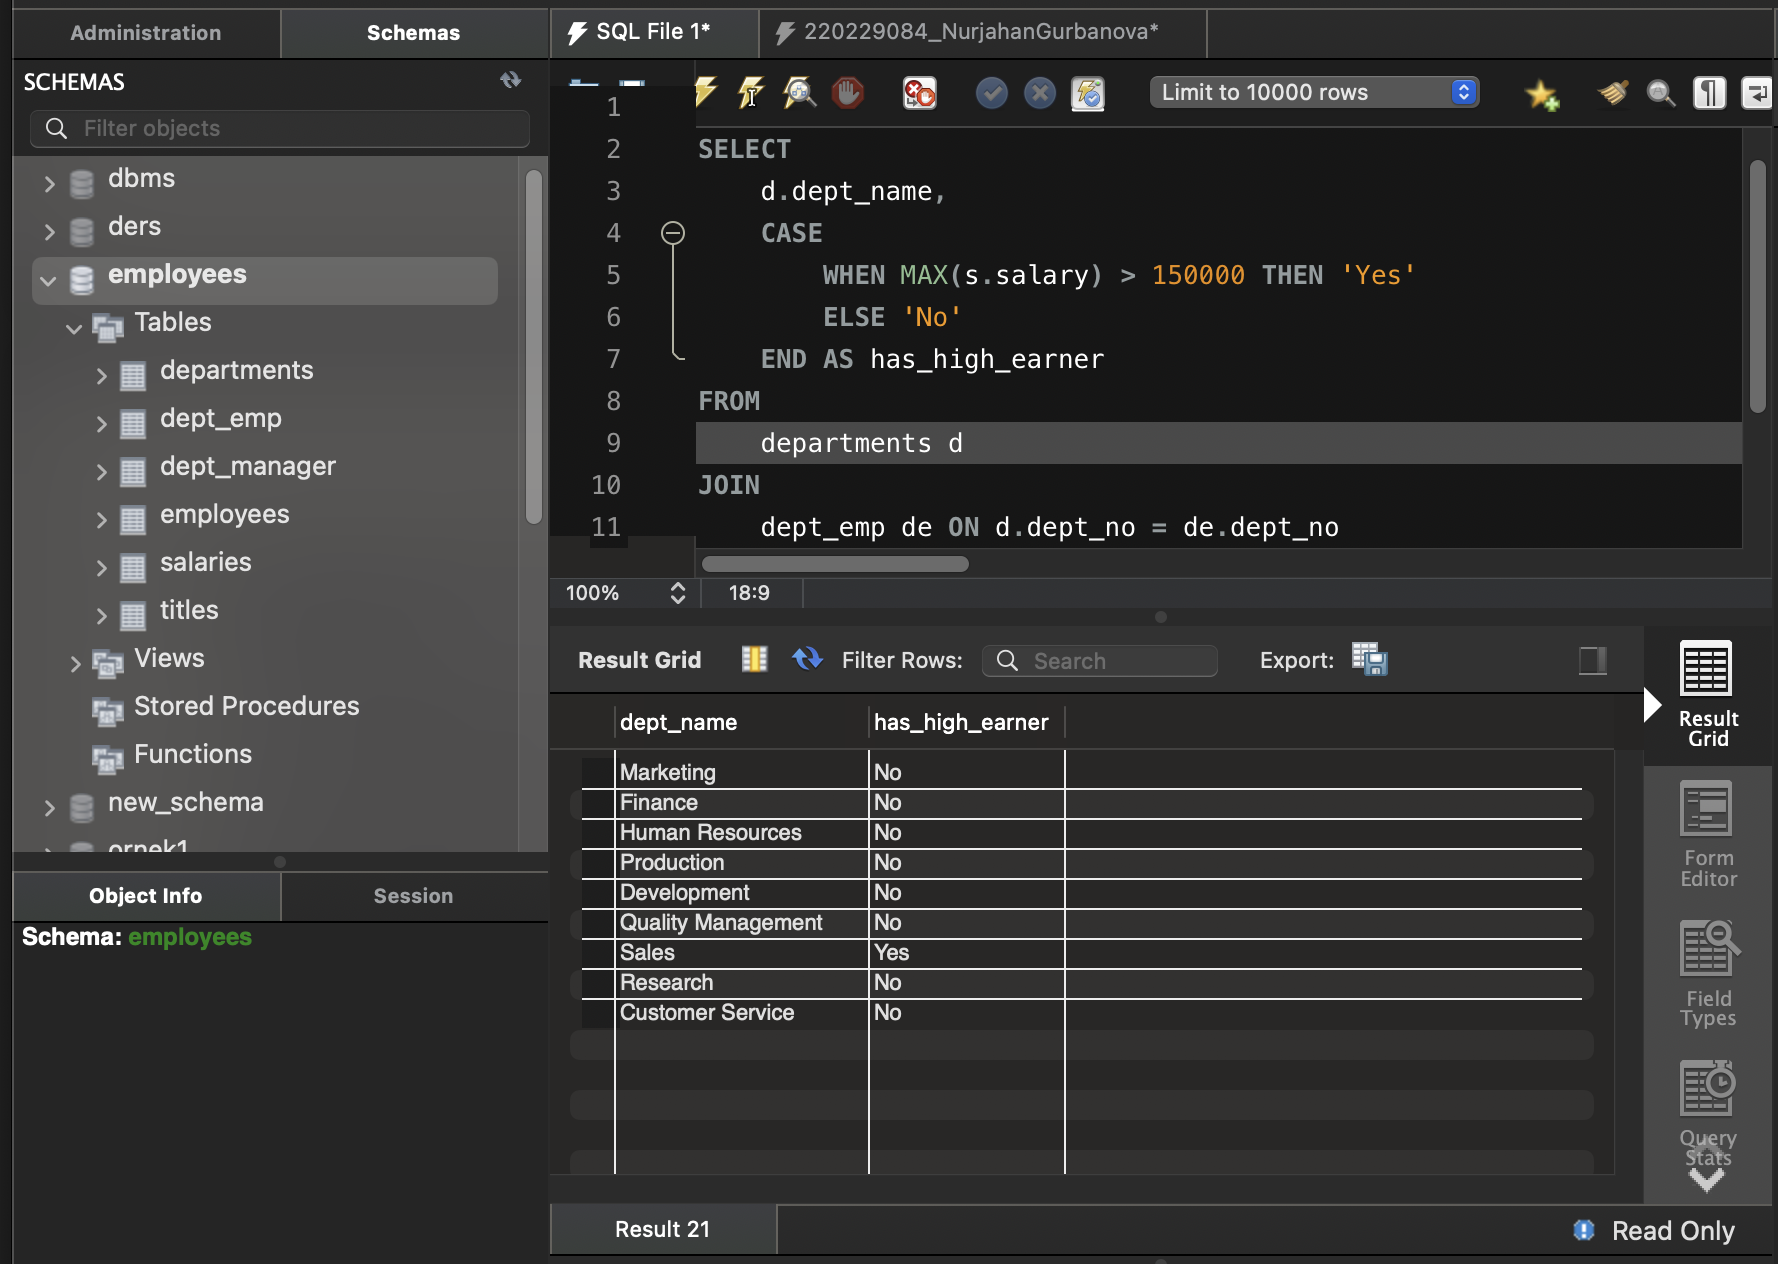 Administration
Schemas
SQL File 1*
220229084_NurjahanGurbanova*
SCHEMAS
Filter objects
dbms
ders
employees
Tables
departments
dept_emp
dept_manager
employees
salaries
titles
Views
Stored Procedures
Functions
new_schema
ornek1
Object Info
Session
Schema: employees
Limit to 10000 rows
1
2 SELECT
3 d.dept_name,
4 CASE
5 WHEN MAX(s.salary) > 150000 THEN 'Yes'
6 ELSE 'No'
7 END AS has_high_earner
8 FROM
9 departments d
10 JOIN
11 dept_emp de ON d.dept_no = de.dept_no
100%
18:9
Result Grid
Filter Rows:
Search
Export:
dept_name has_high_earner
Marketing No
Finance No
Human Resources No
Production No
Development No
Quality Management No
Sales Yes
Research No
Customer Service No
Result
Grid
Form
Editor
Field
Types
Query
Stats
Result 21
Read Only